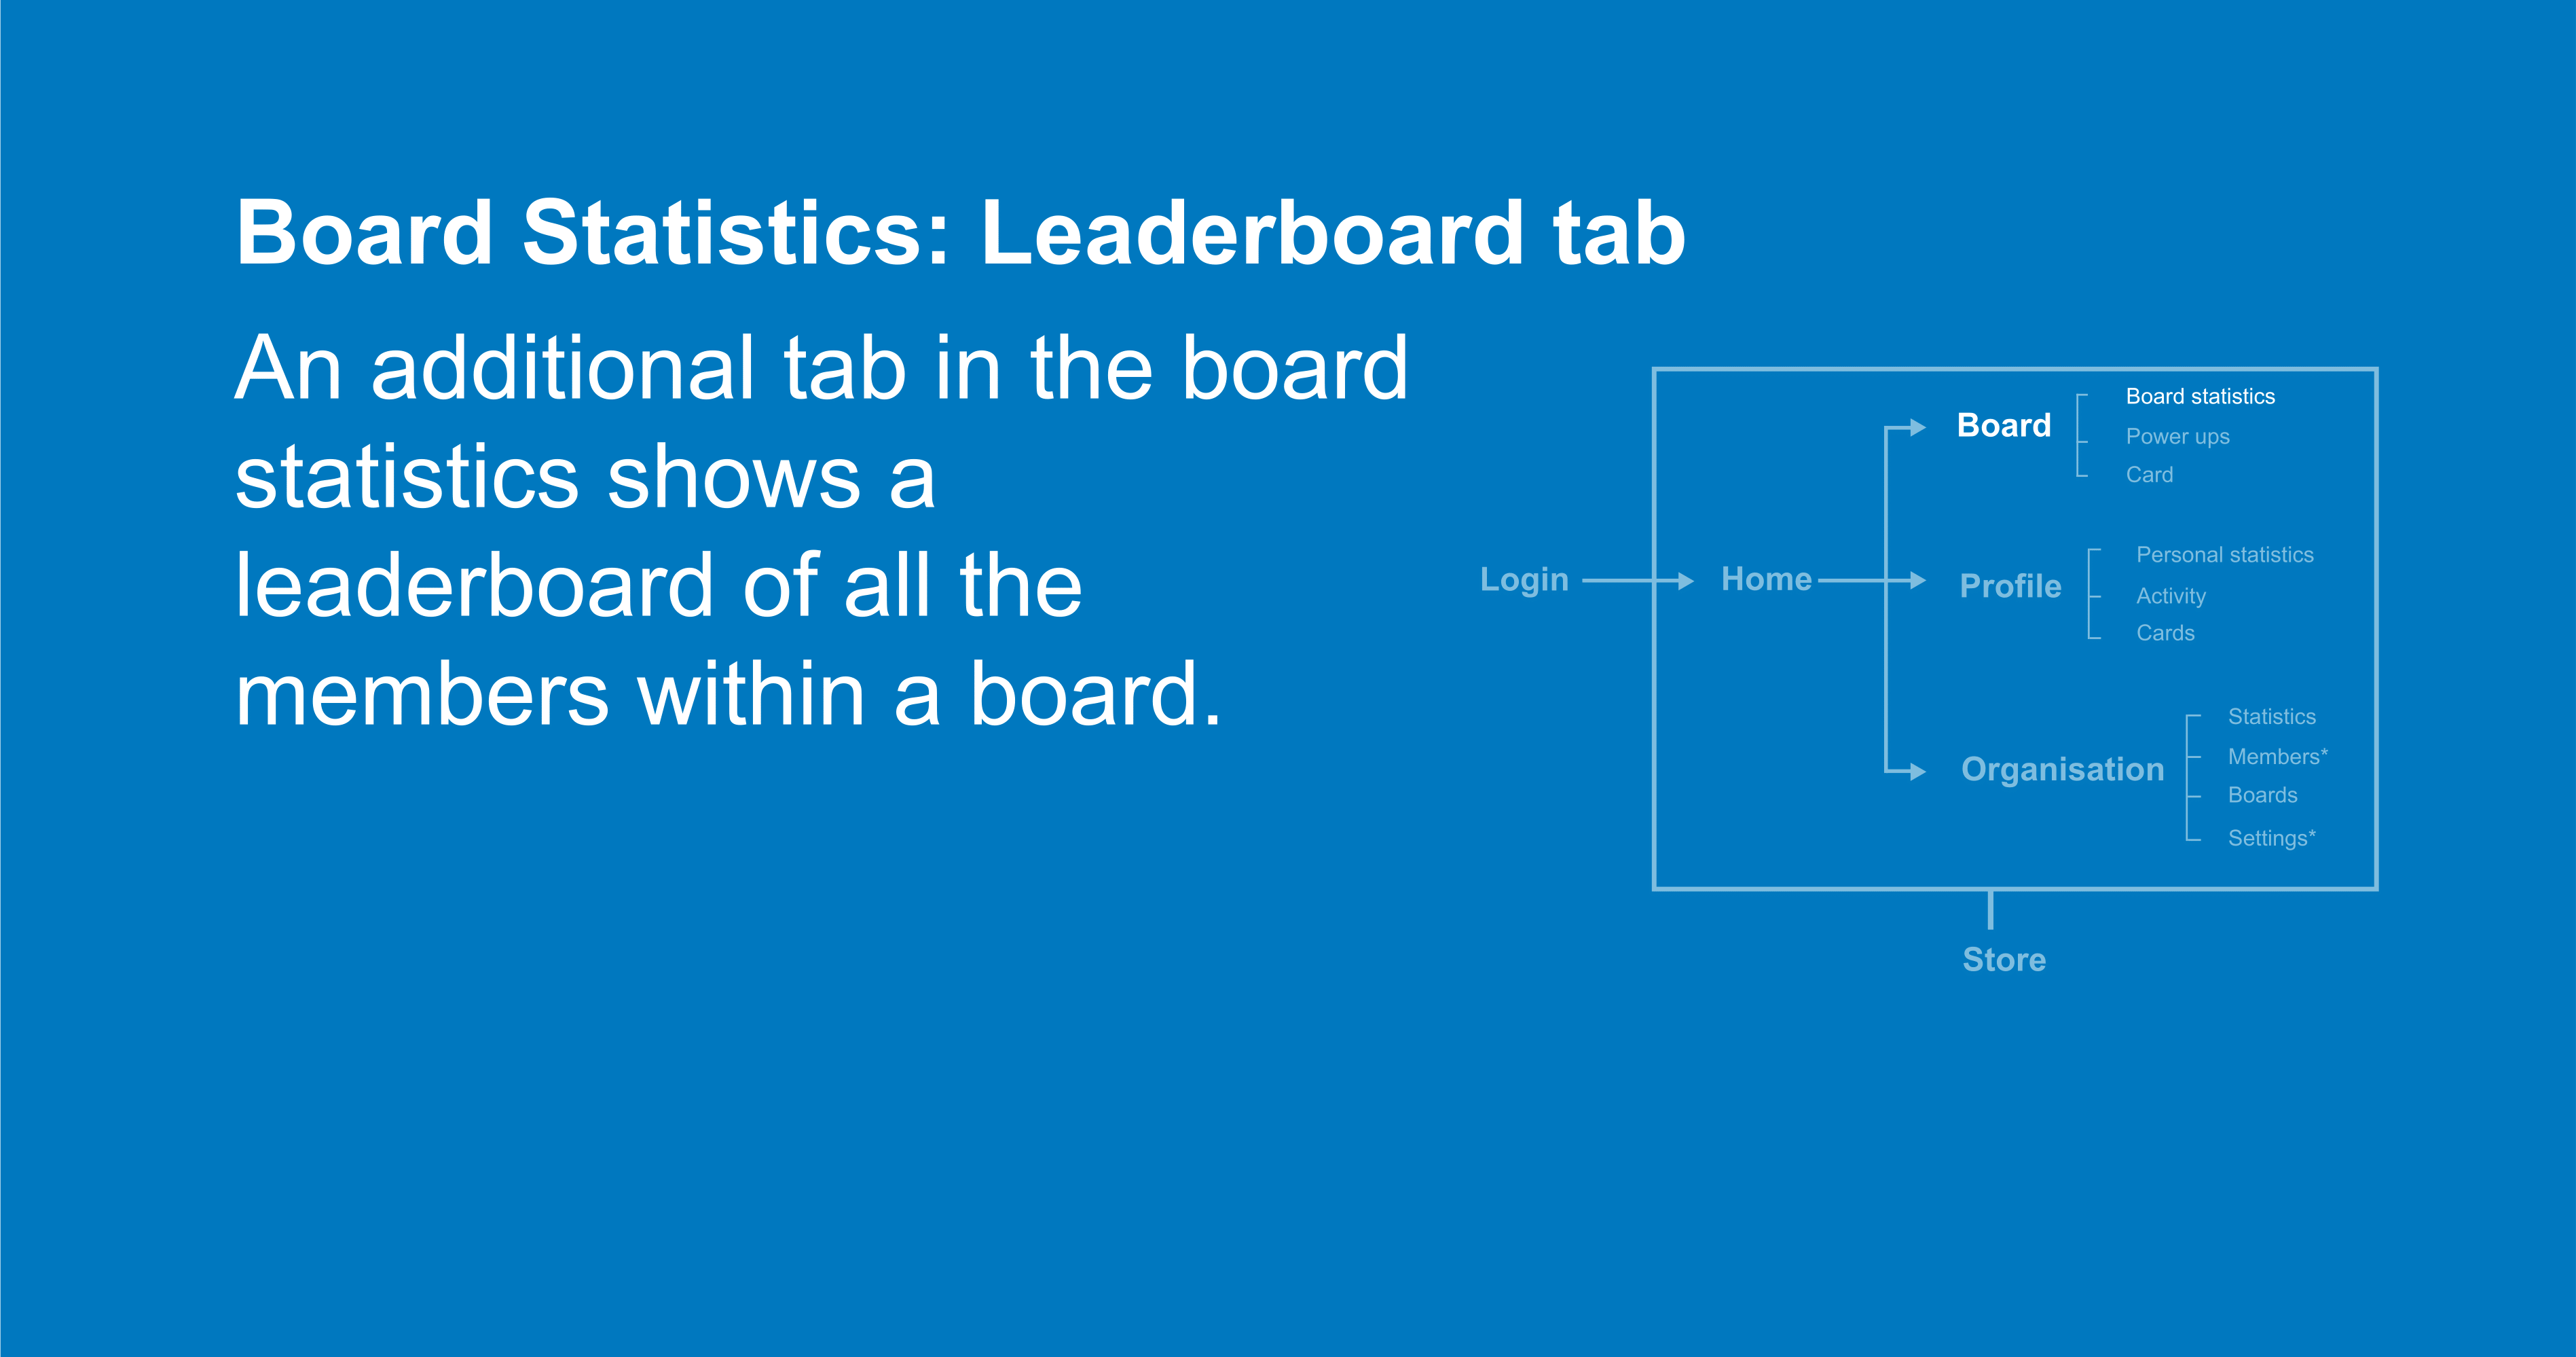 Board Statistics: Leaderboard tab
An additional tab in the board
statistics shows a
leaderboard of all the
members within a board.
Login
Home
Board
Board statistics
Power ups
Card
Profile
Personal statistics
Activity
Cards
Organisation
Statistics
Members*
Boards
Settings*
Store